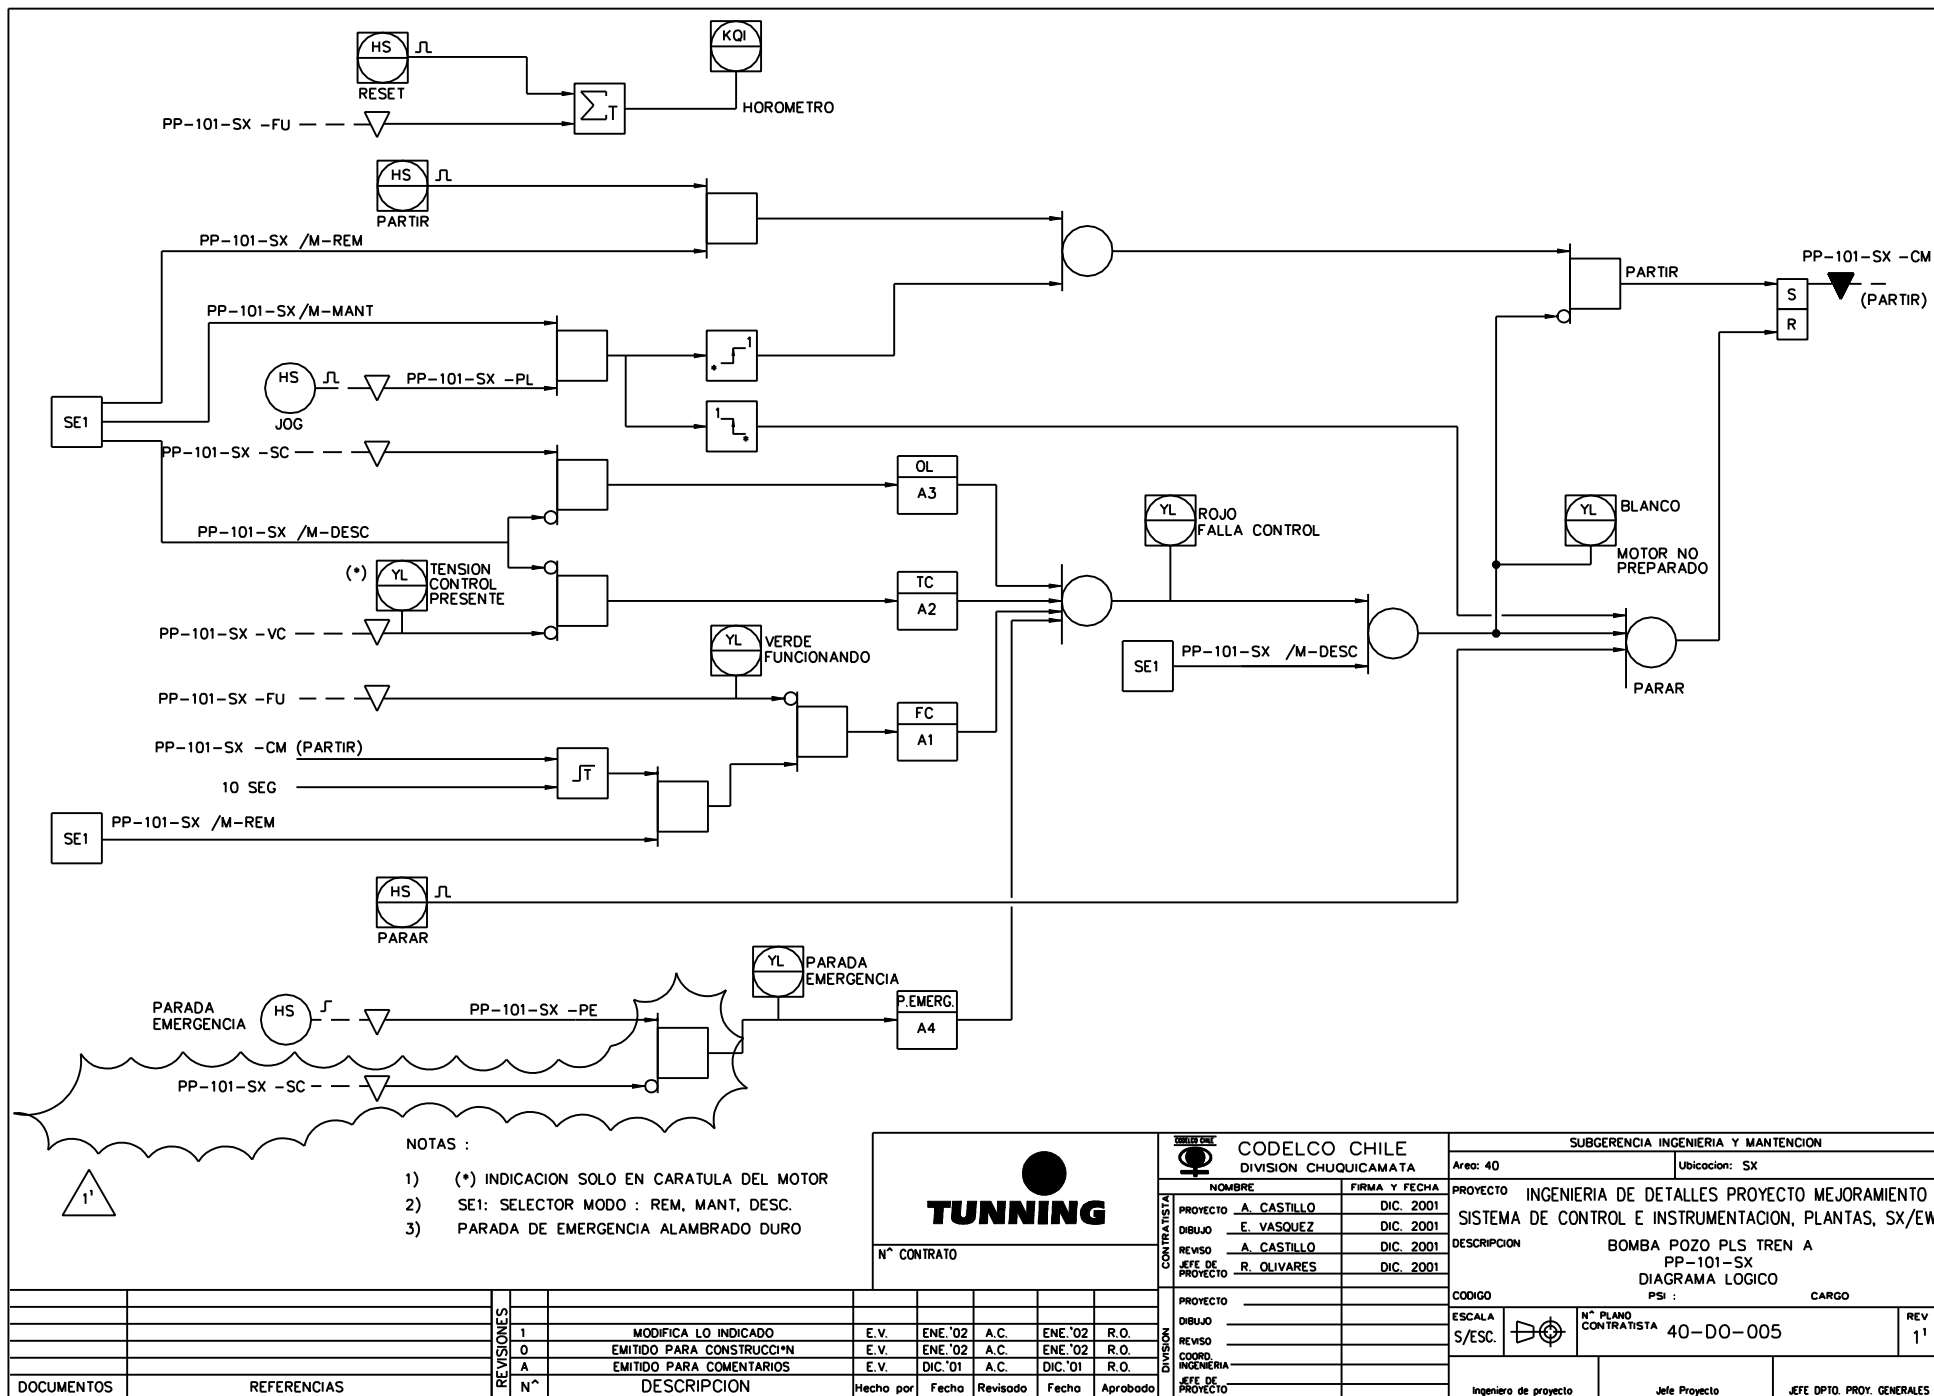 HS
RESET
KQI
HOROMETRO
PP-101-SX -FU
ΣT
HS
PARTIR
PP-101-SX /M-REM
PP-101-SX /M-MANT
HS
JOG
PP-101-SX -PL
SE1
1
*
1
*
PARTIR
PP-101-SX -CM
(PARTIR)
S
R
PP-101-SX -SC
OL
A3
PP-101-SX /M-DESC
YL
ROJO
FALLA CONTROL
YL
BLANCO
MOTOR NO
PREPARADO
(*)
YL
TENSION
CONTROL
PRESENTE
TC
A2
PP-101-SX -VC
YL
VERDE
FUNCIONANDO
SE1
PP-101-SX /M-DESC
PARAR
PP-101-SX -FU
FC
A1
PP-101-SX -CM (PARTIR)
T
10 SEG
PP-101-SX /M-REM
SE1
HS
PARAR
YL
PARADA
EMERGENCIA
PARADA
EMERGENCIA
HS
PP-101-SX -PE
P.EMERG.
A4
PP-101-SX -SC
1'
NOTAS :
1) (*) INDICACION SOLO EN CARATULA DEL MOTOR
2) SE1: SELECTOR MODO : REM, MANT, DESC.
3) PARADA DE EMERGENCIA ALAMBRADO DURO
TUNNING
N^ CONTRATO
CODELCO CHILE
CODELCO CHILE
DIVISION CHUQUICAMATA
NOMBRE FIRMA Y FECHA
CONTRATISTA
PROYECTO A. CASTILLO DIC. 2001
DIBUJO E. VASQUEZ DIC. 2001
REVISO A. CASTILLO DIC. 2001
JEFE DE
PROYECTO R. OLIVARES DIC. 2001
DIVISION
PROYECTO
DIBUJO
REVISO
COORD.
INGENIERIA
JEFE DE
PROYECTO
SUBGERENCIA INGENIERIA Y MANTENCION
Area: 40 Ubicacion: SX
PROYECTO INGENIERIA DE DETALLES PROYECTO MEJORAMIENTO
SISTEMA DE CONTROL E INSTRUMENTACION, PLANTAS, SX/EW
DESCRIPCION BOMBA POZO PLS TREN A
PP-101-SX
DIAGRAMA LOGICO
CODIGO PSI : CARGO
ESCALA
S/ESC.
N^ PLANO
CONTRATISTA 40-DO-005
REV
1'
Ingeniero de proyecto Jefe Proyecto JEFE DPTO. PROY. GENERALES
REVISIONES
1 MODIFICA LO INDICADO E.V. ENE.'02 A.C. ENE.'02 R.O.
0 EMITIDO PARA CONSTRUCCI*N E.V. ENE.'02 A.C. ENE.'02 R.O.
A EMITIDO PARA COMENTARIOS E.V. DIC.'01 A.C. DIC.'01 R.O.
DOCUMENTOS REFERENCIAS N^ DESCRIPCION Hecho por Fecha Revisado Fecha Aprobado